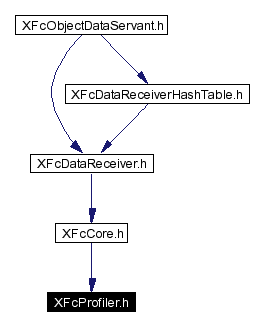 XFcObjectDataServant.h
XFcDataReceiverHashTable.h
XFcDataReceiver.h
XFcCore.h
XFcProfiler.h